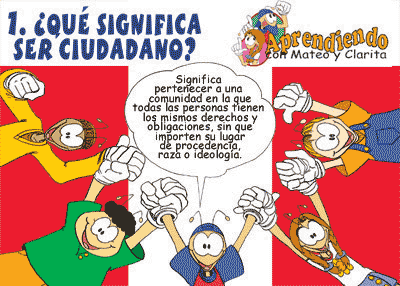 1. ¿QUÉ SIGNIFICA
SER CIUDADANO?
Aprendiendo
con Mateo y Clarita
Significa
pertenecer a una
comunidad en la que
todas las personas tienen
los mismos derechos y
obligaciones, sin que
importen su lugar
de procedencia,
raza o ideología.